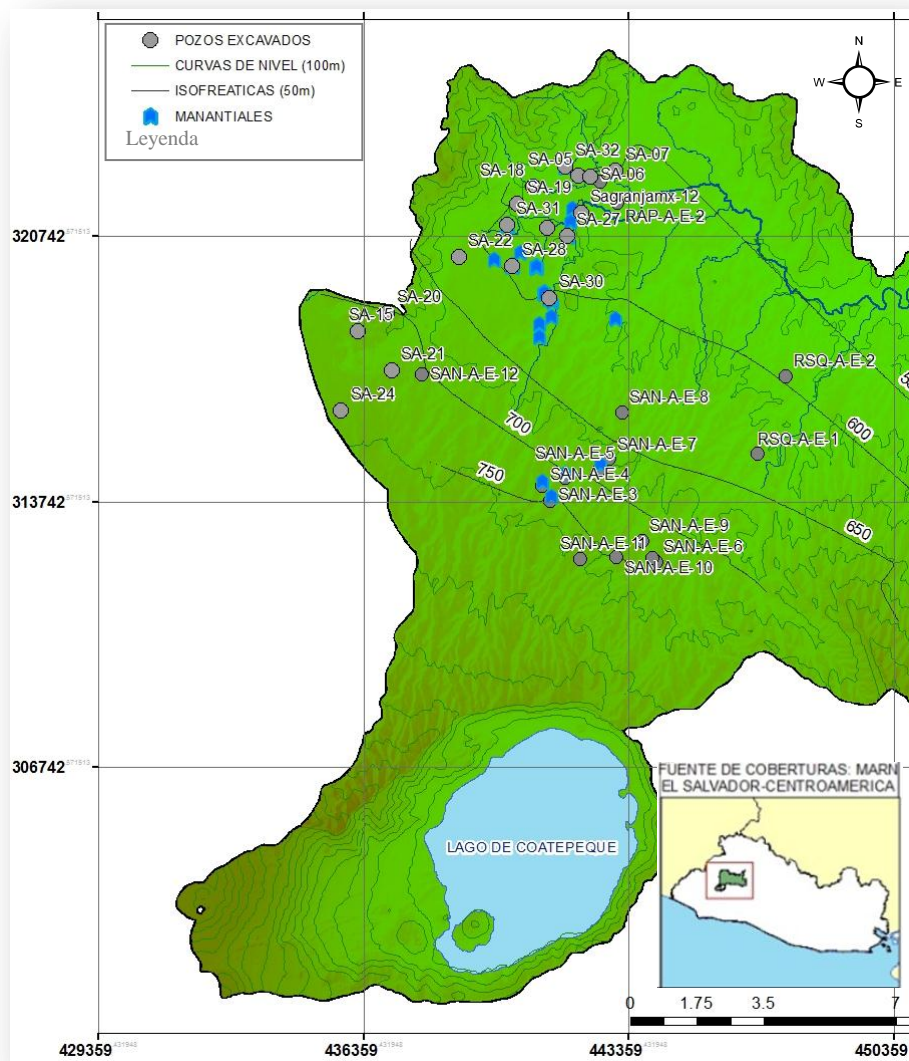 POZOS EXCAVADOS
CURVAS DE NIVEL (100m)
ISOFREATICAS (50m)
MANANTIALES
Leyenda
N
W
E
S
SA-32
SA-07
SA-05
SA-18
SA-06
SA-19
Sagranjamx-12
SA-31
RAP-A-E-2
SA-27
320742
SA-22
SA-28
SA-30
SA-20
SA-15
SA-21
SAN-A-E-12
RSQ-A-E-2
SA-24
SAN-A-E-8
700
600
SAN-A-E-7
RSQ-A-E-1
SAN-A-E-5
750
SAN-A-E-4
SAN-A-E-3
313742
650
SAN-A-E-9
SAN-A-E-11
SAN-A-E-6
SAN-A-E-10
306742
FUENTE DE COBERTURAS: MARN
EL SALVADOR-CENTROAMERICA
LAGO DE COATEPEQUE
0 1.75 3.5 7
429359 431948
436359 431948
443359 431948
450359